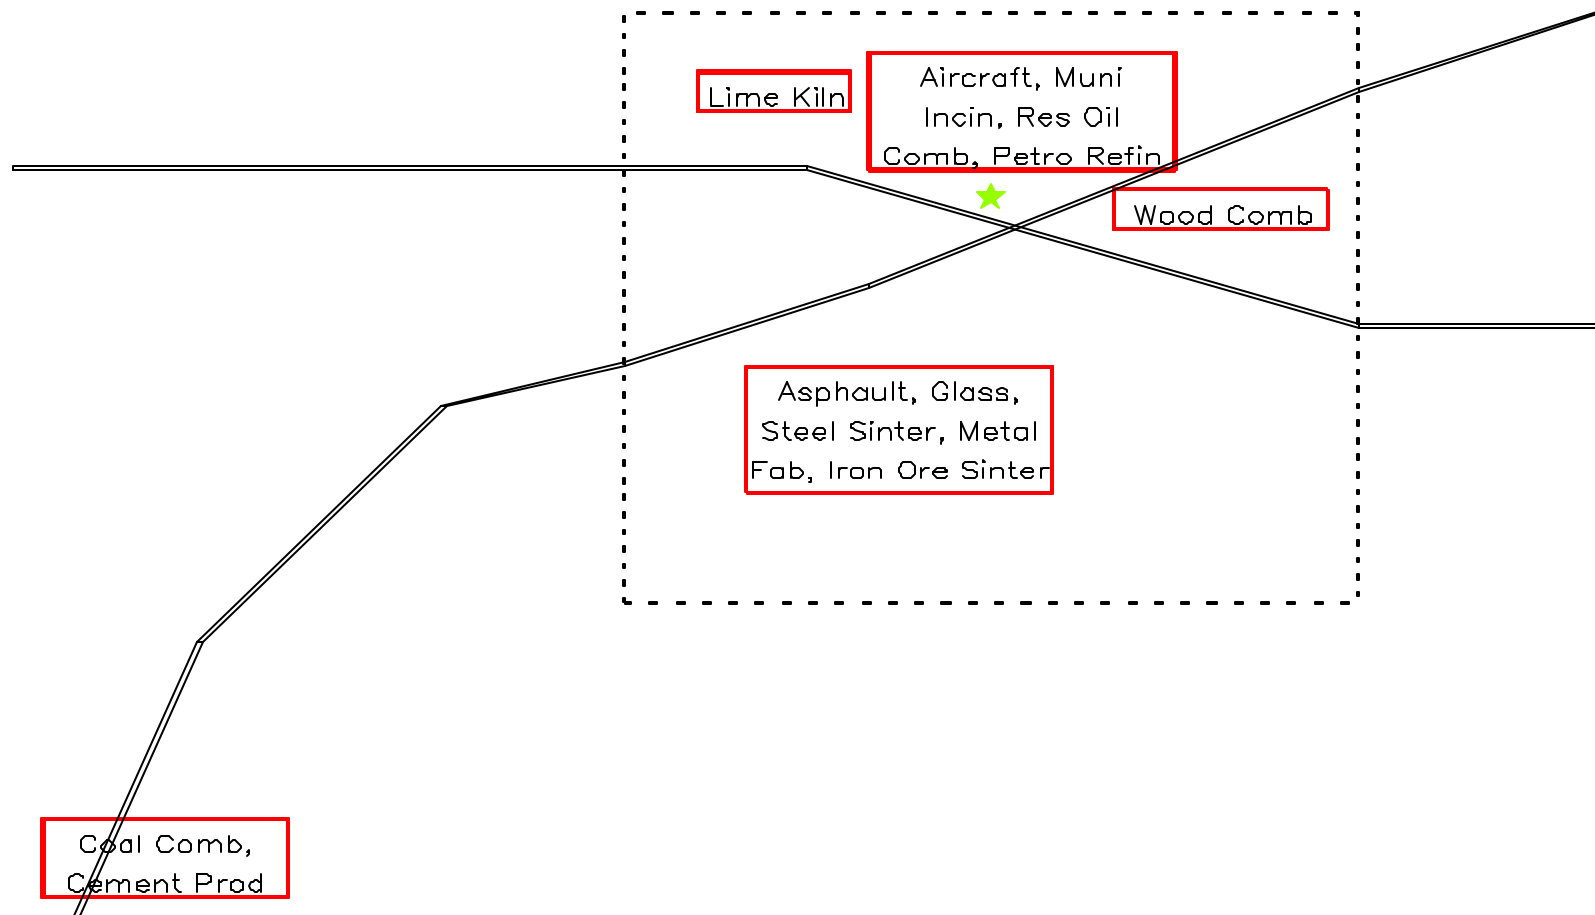 Lime Kiln
Aircraft, Muni
Incin, Res Oil
Comb, Petro Refin
Wood Comb
Asphault, Glass,
Steel Sinter, Metal
Fab, Iron Ore Sinter
Coal Comb,
Cement Prod